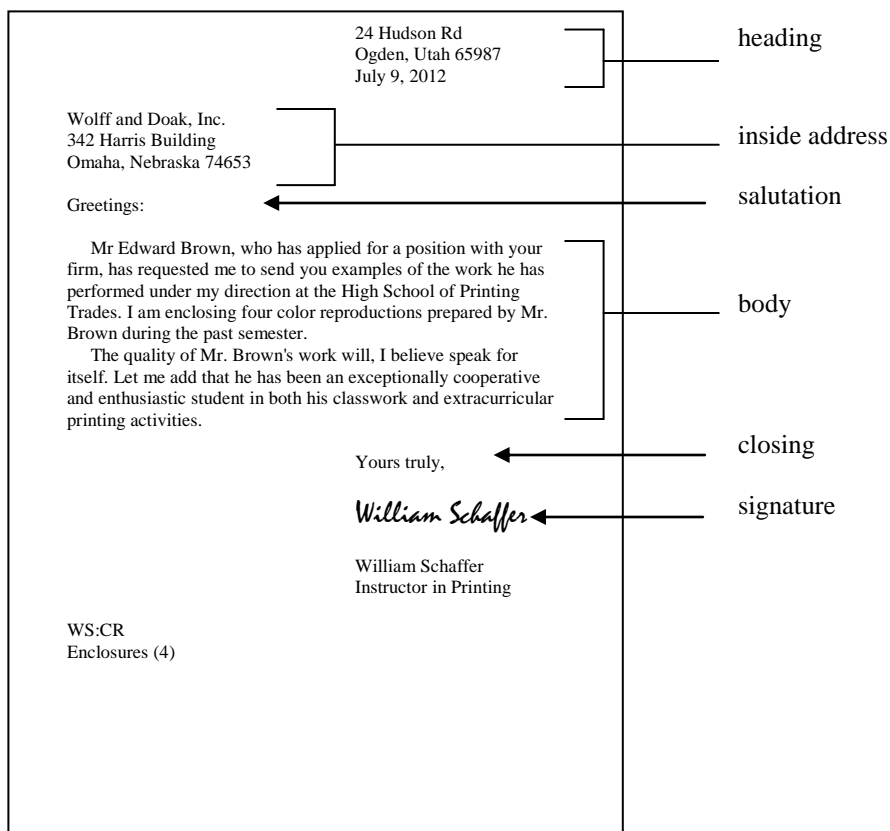 24 Hudson Rd
Ogden, Utah 65987
July 9, 2012
heading
Wolff and Doak, Inc.
342 Harris Building
Omaha, Nebraska 74653
inside address
Greetings:
salutation
Mr Edward Brown, who has applied for a position with your
firm, has requested me to send you examples of the work he has
performed under my direction at the High School of Printing
Trades. I am enclosing four color reproductions prepared by Mr.
Brown during the past semester.
The quality of Mr. Brown's work will, I believe speak for
itself. Let me add that he has been an exceptionally cooperative
and enthusiastic student in both his classwork and extracurricular
printing activities.
body
Yours truly,
closing
William Schaffer
signature
William Schaffer
Instructor in Printing
WS:CR
Enclosures (4)